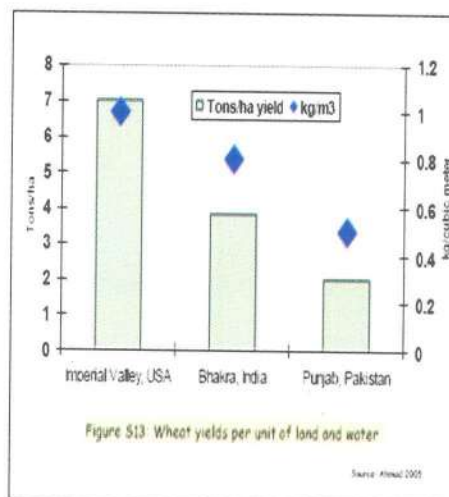 8
7
6
5
4
3
2
1
0
Tons/ha
Tons/ha yield kg/m3
1.2
1
0.8
0.6
0.4
0.2
0
kg/cubic meter
Imperial Valley, USA Bhakra, India Punjab, Pakistan
Figure S13: Wheat yields per unit of land and water
Source: Ahmad 2005